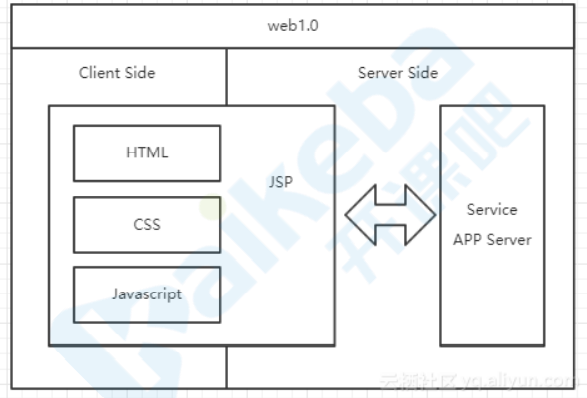 web1.0
Client Side
Server Side
HTML
JSP
CSS
Javascript
Service
APP Server
Kaikeba
开课吧
云栖社区 yq.aliyun.com